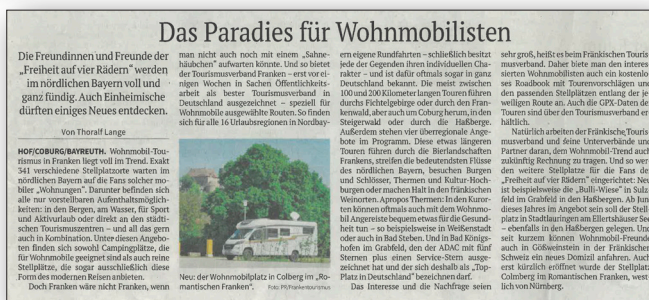 Das Paradies für Wohnmobilisten
Die Freundinnen und Freunde der
„Freiheit auf vier Rädern“ werden
im nördlichen Bayern voll und
ganz fündig. Auch Einheimische
dürften einiges Neues entdecken.
Von Thoralf Lange
HOF/COBURG/BAYREUTH. Wohnmobil-Tou-
rismus in Franken liegt voll im Trend. Exakt
341 verschiedene Stellplatzorte warten im
nördlichen Bayern auf die Fans solcher mo-
biler „Wohnungen“. Darunter befinden sich
alle nur vorstellbaren Aufenthaltsmöglich-
keiten: in den Bergen, am Wasser, für Sport
und Aktivurlaub oder direkt an den städti-
schen Tourismuszentren – und all das gern
auch in Kombination. Unter diesen Angebo-
ten finden sich sowohl Campingplätze, die
für Wohnmobile geeignet sind als auch reine
Stellplätze, die sogar ausschließlich diese
Form des modernen Reisen anbieten.
Doch Franken wäre nicht Franken, wenn
man nicht auch noch mit einem „Sahne-
häubchen“ aufwarten könnte. Und so bietet
der Tourismusverband Franken – erst vor ei-
nigen Wochen in Sachen Öffentlichkeits-
arbeit als bester Tourismusverband in
Deutschland ausgezeichnet – speziell für
Wohnmobile ausgewählte Routen. So finden
sich für alle 16 Urlaubsregionen in Nordbay-
Neu: der Wohnmobilplatz in Colberg im „Ro-
mantischen Franken“. Foto: PR/Frankentourismus
ern eigene Rundfahrten – schließlich besitzt
jede der Gegenden ihren individuellen Cha-
rakter – und ist dafür oftmals sogar in ganz
Deutschland bekannt. Die meist zwischen
100 und 200 Kilometer langen Touren führen
durchs Fichtelgebirge oder durch den Fran-
kenwald, aber auch um Coburg herum, in den
Steigerwald oder durch die Haßberge.
Außerdem stehen vier überregionale Ange-
bote im Programm. Diese etwas längeren
Touren führen durch die Bierlandschaften
Frankens, streifen die bedeutendsten Flüsse
des nördlichen Bayern, besuchen Burgen
und Schlösser, Themen und Kultur-Hoch-
burgen oder machen Halt in den fränkischen
Weinorten. Apropos Themen: In den Kuror-
ten können oftmals auch mit dem Wohnmo-
bil Angereiste bequem etwas für die Gesund-
heit tun – so beispielsweise in Weißenstadt
oder auch in Bad Steben. Und in Bad Königs-
hofen im Grabfeld, den der ADAC mit fünf
Sternen plus einen Service-Stern ausge-
zeichnet hat und der sich deshalb als „Top-
Platz in Deutschland“ bezeichnen darf.
Das Interesse und die Nachfrage seien
sehr groß, heißt es beim Fränkischen Touris-
musverband. Daher biete man den interes-
sierten Wohnmobilisten auch ein kostenlo-
ses Roadbook mit Tourenvorschlägen und
den passenden Stellplätzen entlang der je-
weiligen Route an. Auch die GPX-Daten der
Touren sind über den Tourismusverband er-
hältlich.
Natürlich arbeiten der Fränkische Touris-
musverband und seine Unterverbände und
Partner daran, dem Wohnmobil-Trend auch
zukünftig Rechnung zu tragen. Und so wer-
den weitere Stellplätze für die Fans der
„Freiheit auf vier Rädern“ eingerichtet: Neu
ist beispielsweise die „Bulli-Wiese“ in Sulz-
feld im Grabfeld in den Haßbergen. Ab Juni
dieses Jahres im Angebot sein soll der Stell-
platz in Stadtlauringen am Ellertshäuser See
– ebenfalls in den Haßbergen gelegen. Und
seit kurzem können Wohnmobil-Freunde
auch in Gößweinstein in der Fränkischen
Schweiz ein neues Domizil anfahren. Auch
erst kürzlich eröffnet wurde der Stellplatz
Colmberg im Romantischen Franken, west-
lich von Nürnberg.